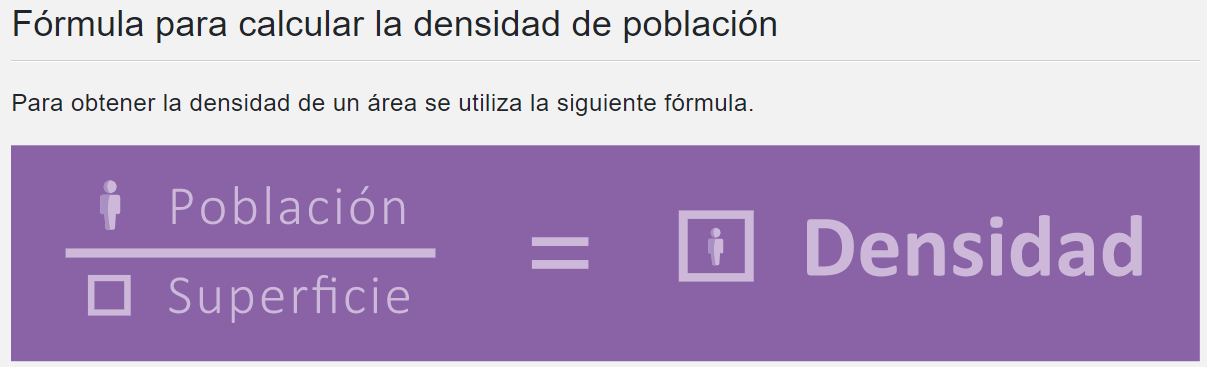 Fórmula para calcular la densidad de población
Para obtener la densidad de un área se utiliza la siguiente fórmula.
Población
Superficie
=
Densidad